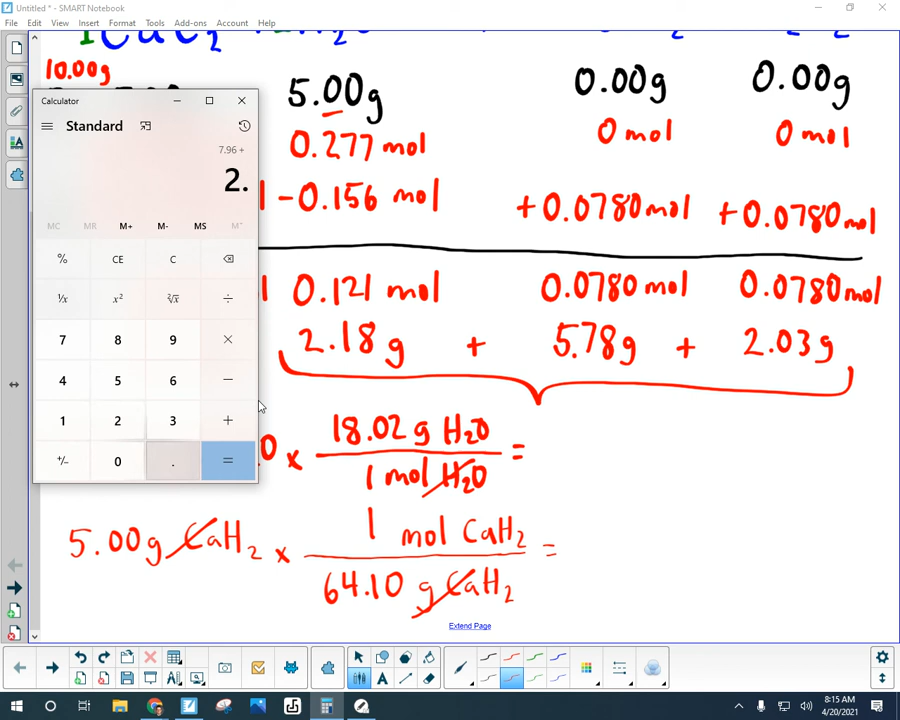 Untitled * - SMART Notebook
File Edit View Insert Format Tools Add-ons Account Help
10.00g
5.00g 0.00g 0.00g
0.277 mol 0 mol 0 mol
-0.156 mol +0.0780 mol +0.0780 mol
0.121 mol 0.0780 mol 0.0780 mol
2.18g + 5.78g + 2.03g
Calculator
Standard
7.96 +
2.
MC MR M+ M- MS M˅
% CE C
¹/x x² ²√x ÷
7 8 9 ×
4 5 6 −
1 2 3 +
+/− 0 . =
18.02 g H2O
x =
1 mol H2O
1 mol CaH2
5.00g CaH2 x =
64.10 g CaH2
Extend Page
8:15 AM
4/20/2021